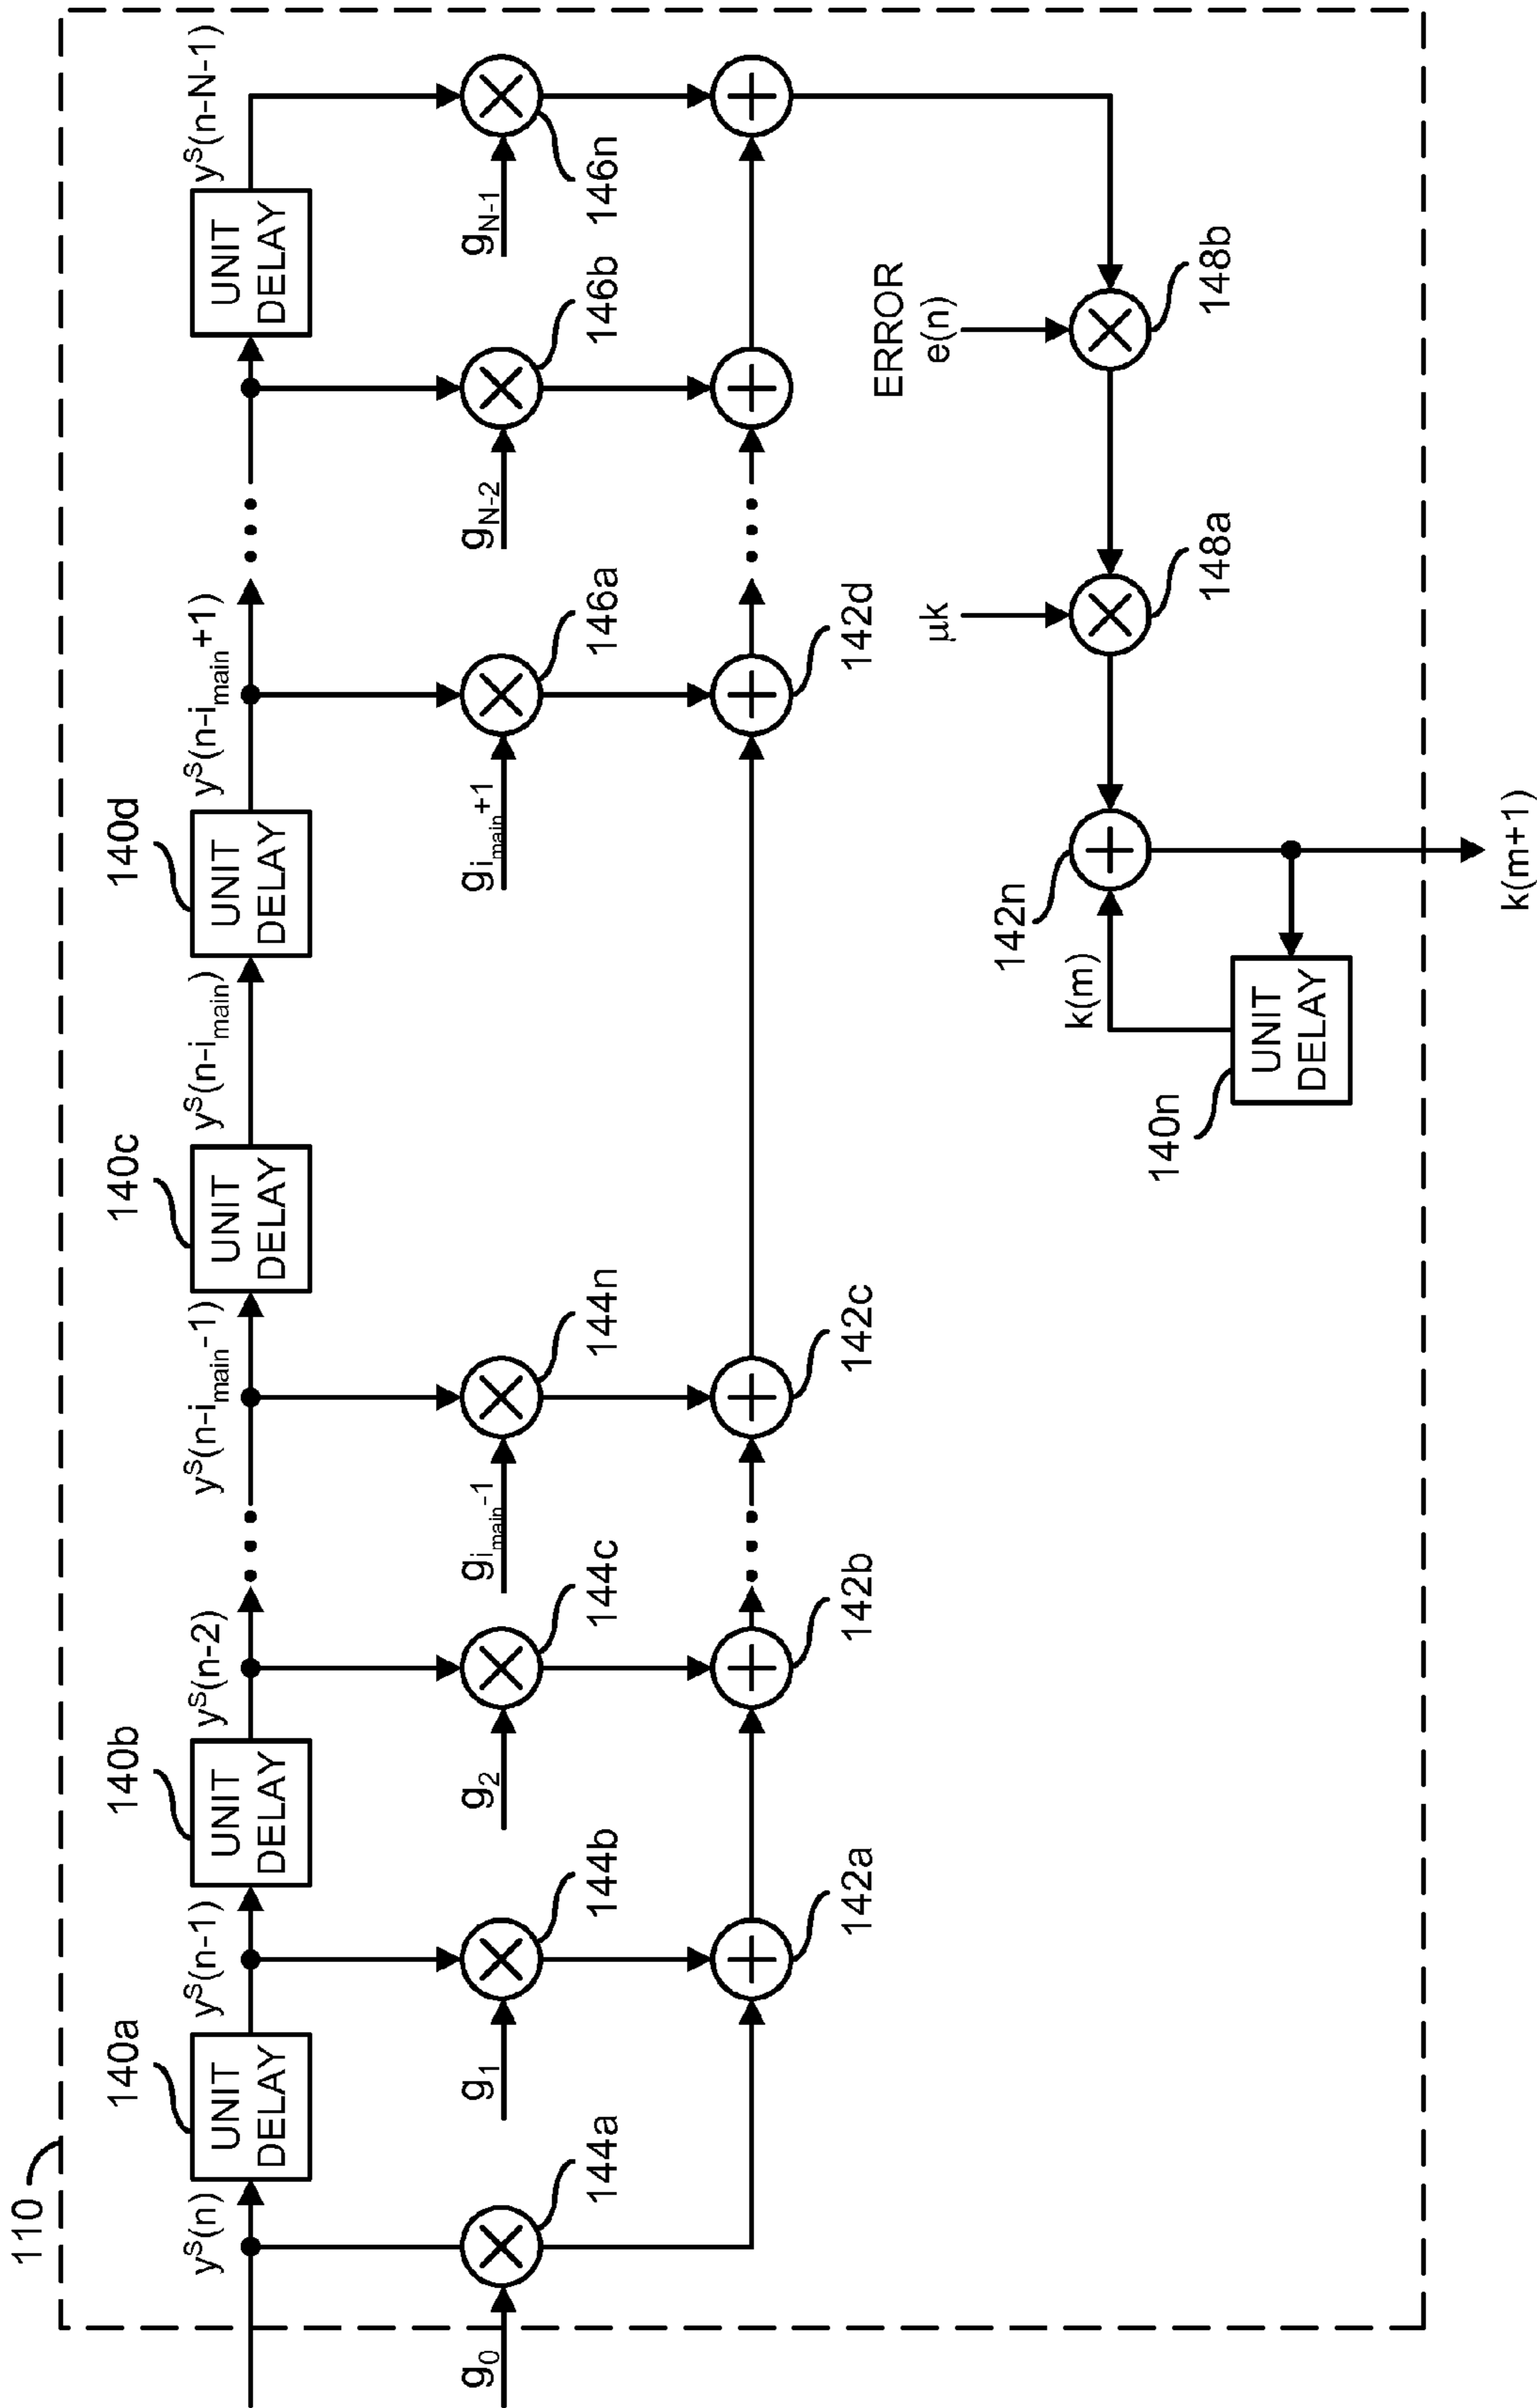 110
140a
140b
140c
140d
y^S(n)
UNIT DELAY
y^S(n-1)
UNIT DELAY
y^S(n-2)
y^S(n-i_main-1)
UNIT DELAY
y^S(n-i_main)
UNIT DELAY
y^S(n-i_main+1)
UNIT DELAY
y^S(n-N-1)
g_0
g_1
g_2
g_i_main-1
g_i_main+1
g_N-2
g_N-1
144a
144b
144c
144n
146a
146b
146n
142a
142b
142c
142d
ERROR
e(n)
μk
142n
k(m)
148a
148b
140n
UNIT DELAY
k(m+1)